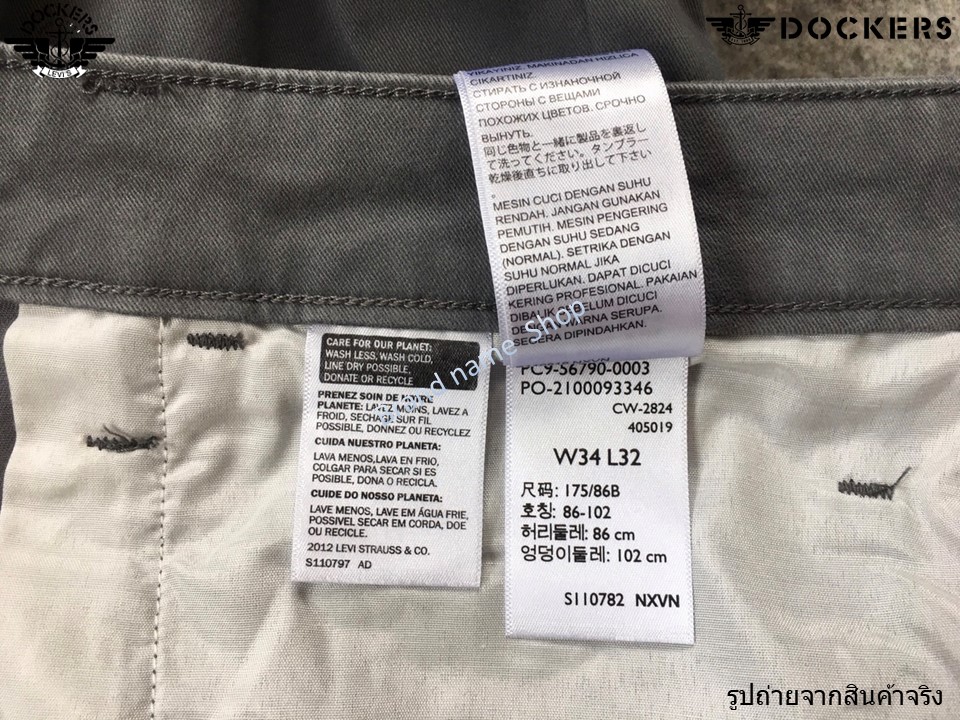 DOCKERS
LEVI'S
DOCKERS
YIKAYINIZ. MAKINADAN HIZLICA
CIKARTINIZ.
СТИРАТЬ С ИЗНАНОЧНОЙ
СТОРОНЫ С ВЕЩАМИ
ПОХОЖИХ ЦВЕТОВ. СРОЧНО
ВЫНУТЬ.
同じ色物と一緒に製品を裏返し
て洗ってください。タンブラー
乾燥後直ちに取り出して下さい
。
MESIN CUCI DENGAN SUHU
RENDAH. JANGAN GUNAKAN
PEMUTIH. MESIN PENGERING
DENGAN SUHU SEDANG
(NORMAL). SETRIKA DENGAN
SUHU NORMAL JIKA
DIPERLUKAN. DAPAT DICUCI
KERING PROFESIONAL. PAKAIAN
DIBALIK SEBELUM DICUCI
WARNA SERUPA.
SEGERA DIPINDAHKAN.
name Shop
CARE FOR OUR PLANET:
WASH LESS, WASH COLD,
LINE DRY POSSIBLE,
DONATE OR RECYCLE
PRENEZ SOIN DE NOTRE
PLANETE: LAVEZ MOINS, LAVEZ A
FROID, SECHAGE SUR FIL
POSSIBLE, DONNEZ OU RECYCLEZ
CUIDA NUESTRO PLANETA:
LAVA MENOS,LAVA EN FRIO,
COLGAR PARA SECAR SI ES
POSIBLE, DONA O RECICLA.
CUIDE DO NOSSO PLANETA:
LAVE MENOS, LAVE EM ÁGUA FRIE,
POSSIVEL SECAR EM CORDA, DOE
OU RECICLE.
2012 LEVI STRAUSS & CO.
S110797 AD
PC9-56790-0003
PO-2100093346
CW-2824
405019
W34 L32
尺码: 175/86B
호칭: 86-102
허리둘레: 86 cm
엉덩이둘레: 102 cm
S110782 NXVN
รูปถ่ายจากสินค้าจริง